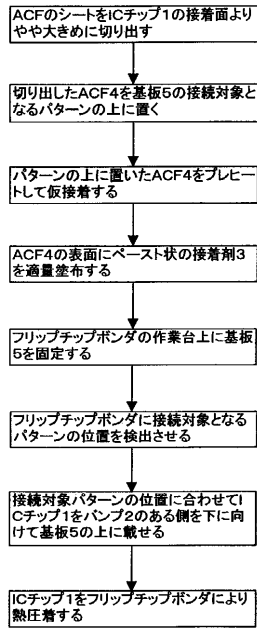 ACFのシートをICチップ1の接着面より
やや大きめに切り出す
切り出したACF4を基板5の接続対象と
なるパターンの上に置く
パターンの上に置いたACF4をプレヒー
トして仮接着する
ACF4の表面にペースト状の接着剤3
を適量塗布する
フリップチップボンダの作業台上に基板
5を固定する
フリップチップボンダに接続対象となる
パターンの位置を検出させる
接続対象パターンの位置に合わせてI
Cチップ1をバンプ2のある側を下に向
けて基板5の上に載せる
ICチップ1をフリップチップボンダにより
熱圧着する